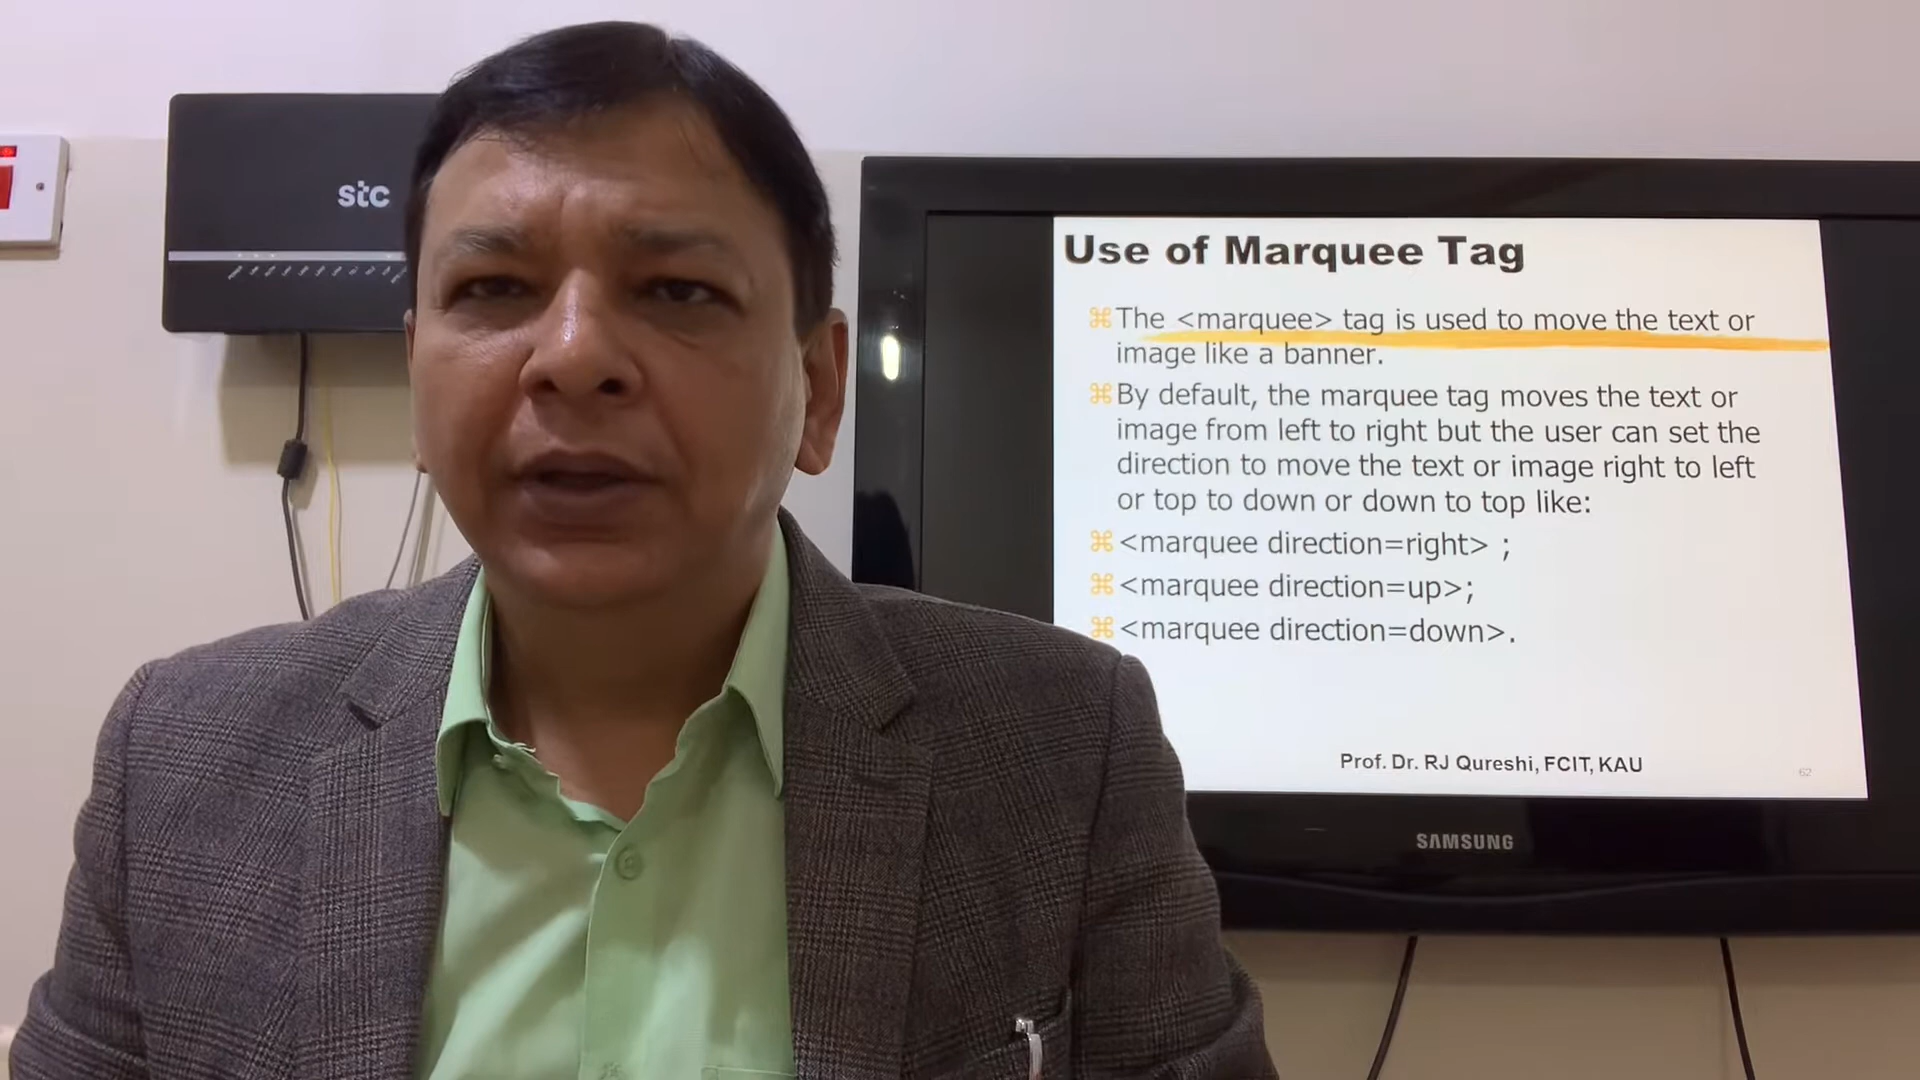 stc
Use of Marquee Tag
⌘The <marquee> tag is used to move the text or
image like a banner.
⌘By default, the marquee tag moves the text or
image from left to right but the user can set the
direction to move the text or image right to left
or top to down or down to top like:
⌘<marquee direction=right> ;
⌘<marquee direction=up>;
⌘<marquee direction=down>.
Prof. Dr. RJ Qureshi, FCIT, KAU
62
SAMSUNG